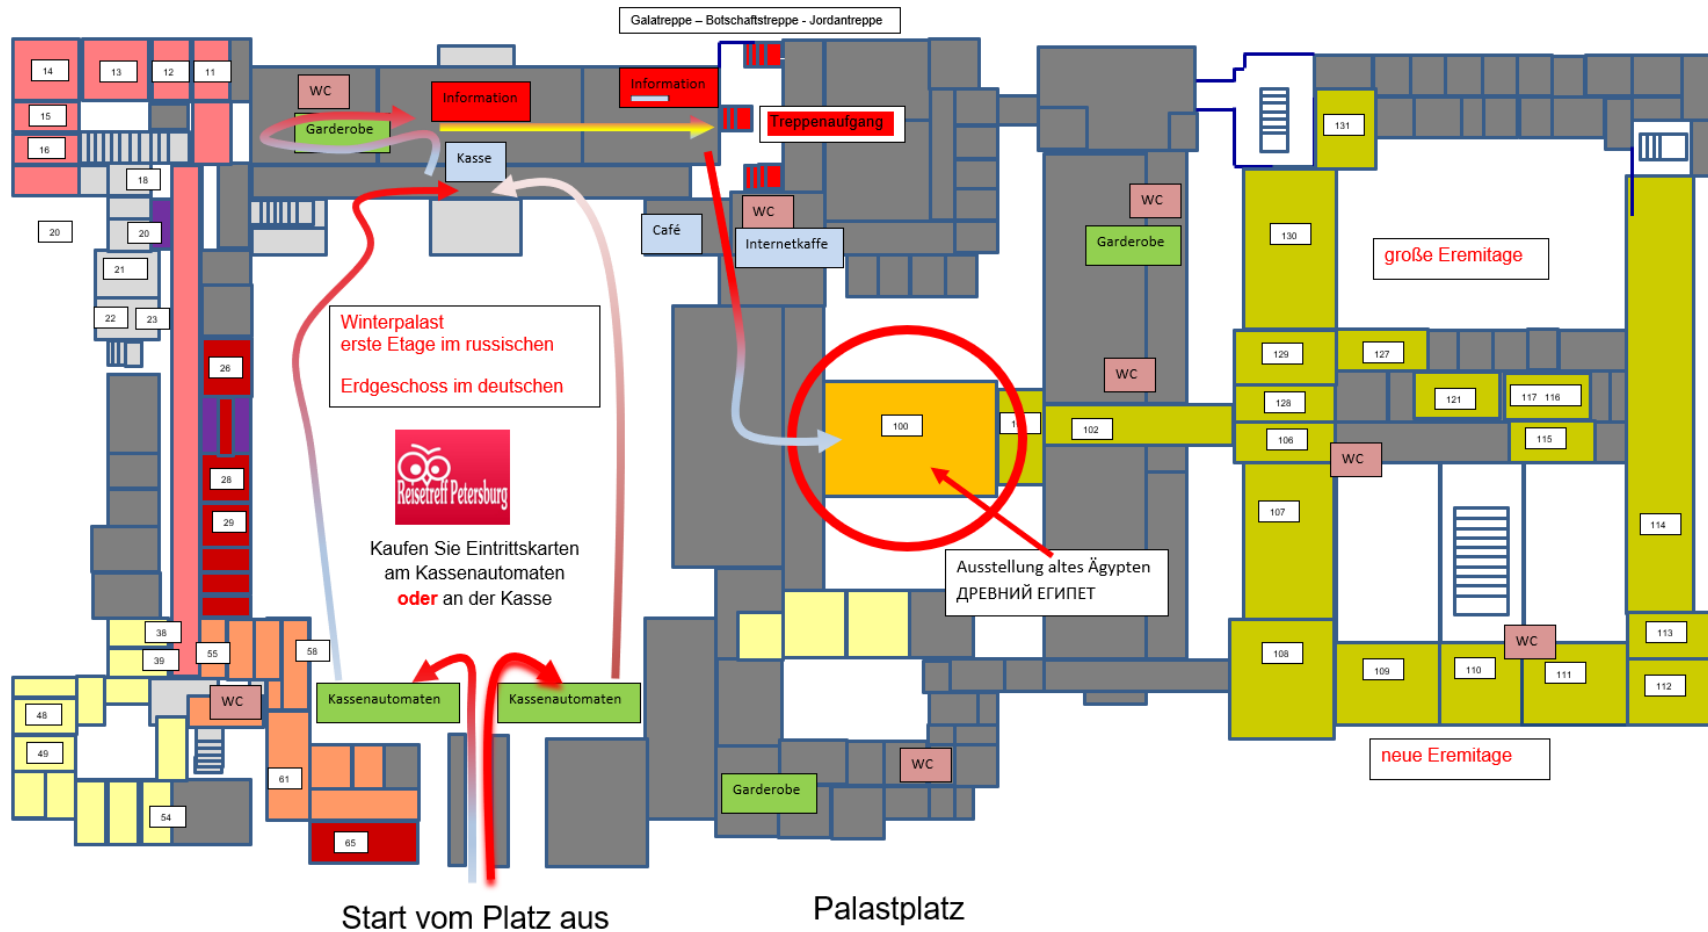 Galatreppe – Botschaftstreppe - Jordantreppe
14
13
12
11
WC
Information
Information
15
Garderobe
Treppenaufgang
131
16
Kasse
18
20
20
WC
WC
Café
Internetkaffe
Garderobe
130
große Eremitage
21
22
23
Winterpalast
erste Etage im russischen
Erdgeschoss im deutschen
26
129
127
WC
128
121
117 116
100
102
106
115
WC
Reisetreff Petersburg
28
29
107
114
Kaufen Sie Eintrittskarten
am Kassenautomaten
oder an der Kasse
Ausstellung altes Ägypten
ДРЕВНИЙ ЕГИПЕТ
38
39
55
58
113
WC
108
109
110
111
112
48
WC
Kassenautomaten
Kassenautomaten
49
61
WC
neue Eremitage
Garderobe
54
65
Start vom Platz aus
Palastplatz